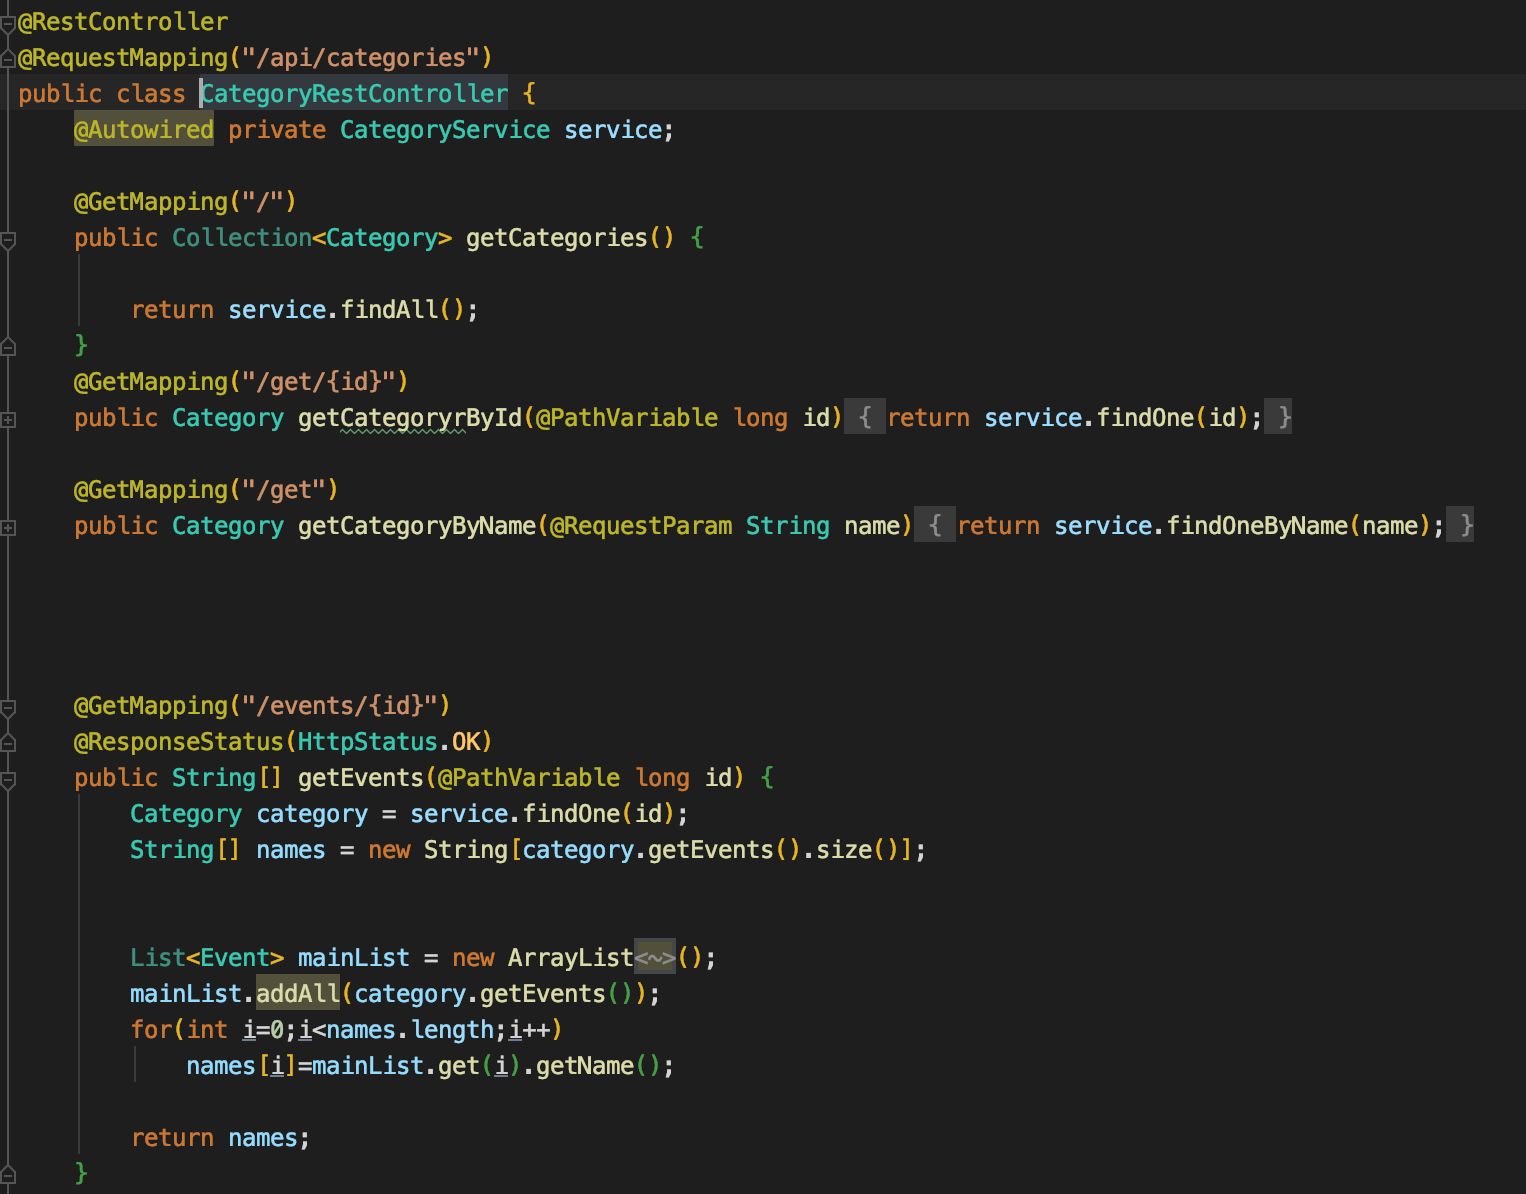 @RestController
@RequestMapping("/api/categories")
public class CategoryRestController {
@Autowired private CategoryService service;
@GetMapping("/")
public Collection<Category> getCategories() {
return service.findAll();
}
@GetMapping("/get/{id}")
public Category getCategoryrById(@PathVariable long id) { return service.findOne(id); }
@GetMapping("/get")
public Category getCategoryByName(@RequestParam String name) { return service.findOneByName(name); }
@GetMapping("/events/{id}")
@ResponseStatus(HttpStatus.OK)
public String[] getEvents(@PathVariable long id) {
Category category = service.findOne(id);
String[] names = new String[category.getEvents().size()];
List<Event> mainList = new ArrayList<~>();
mainList.addAll(category.getEvents());
for(int i=0;i<names.length;i++)
names[i]=mainList.get(i).getName();
return names;
}